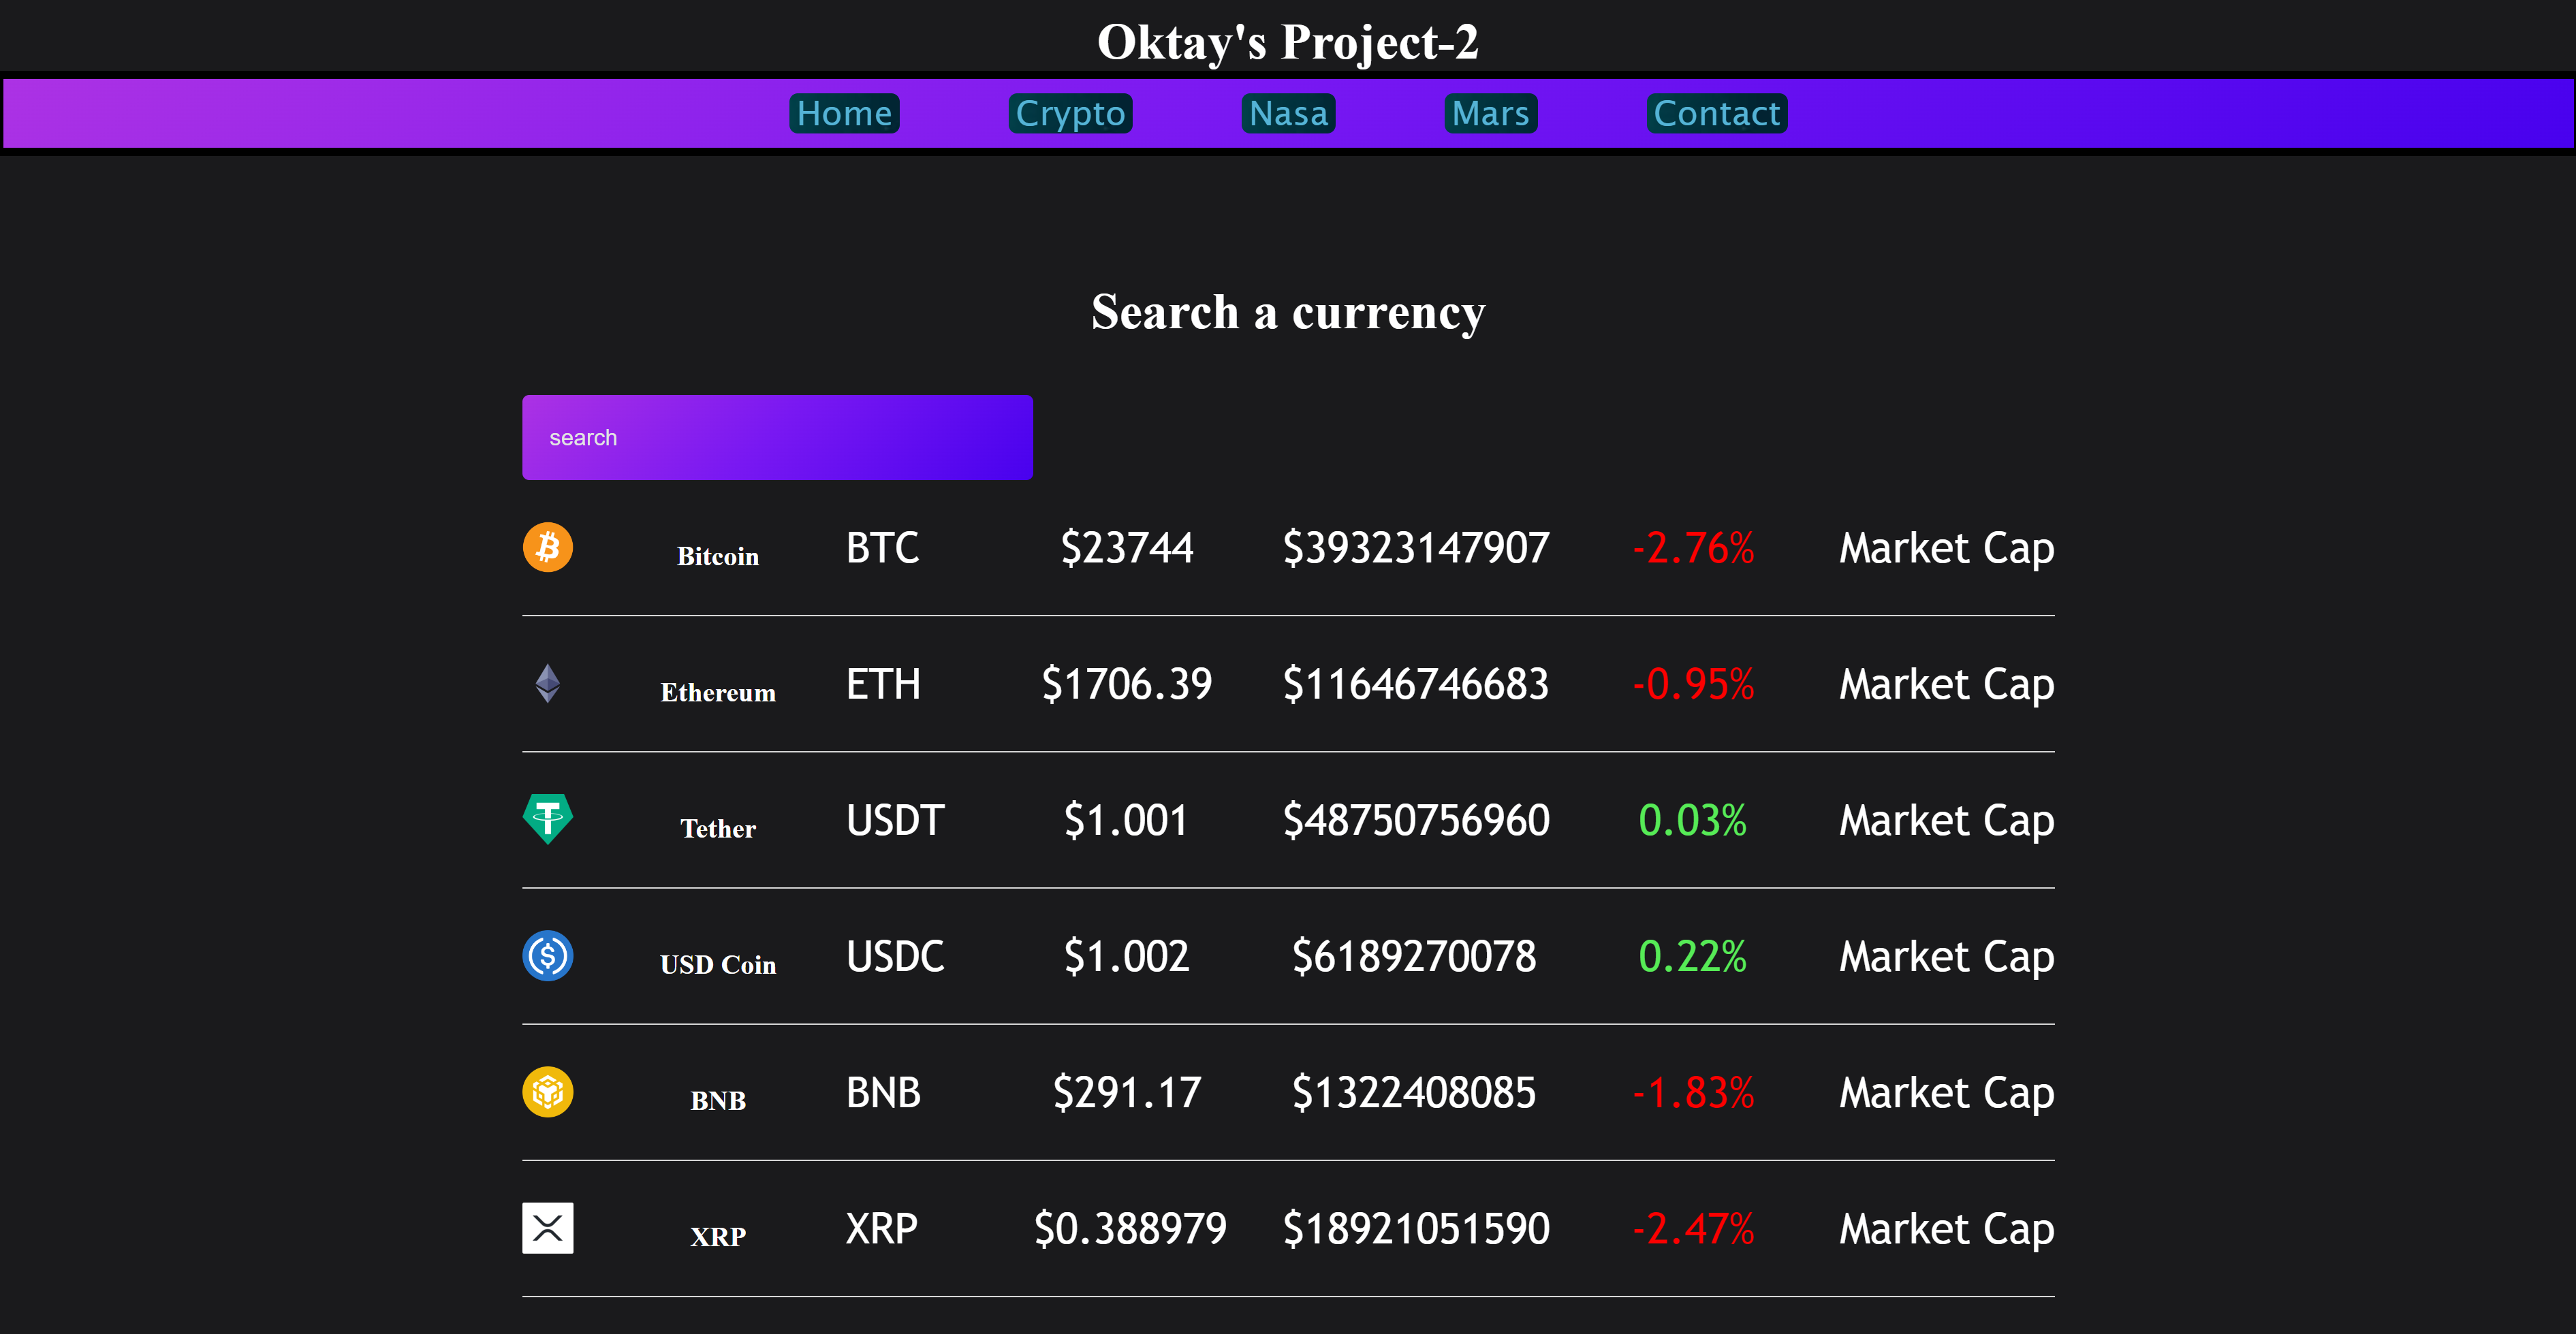 Oktay's Project-2
Home Crypto Nasa Mars Contact
Search a currency
search
Bitcoin BTC $23744 $39323147907 -2.76% Market Cap
Ethereum ETH $1706.39 $11646746683 -0.95% Market Cap
Tether USDT $1.001 $48750756960 0.03% Market Cap
USD Coin USDC $1.002 $6189270078 0.22% Market Cap
BNB BNB $291.17 $1322408085 -1.83% Market Cap
XRP XRP $0.388979 $18921051590 -2.47% Market Cap